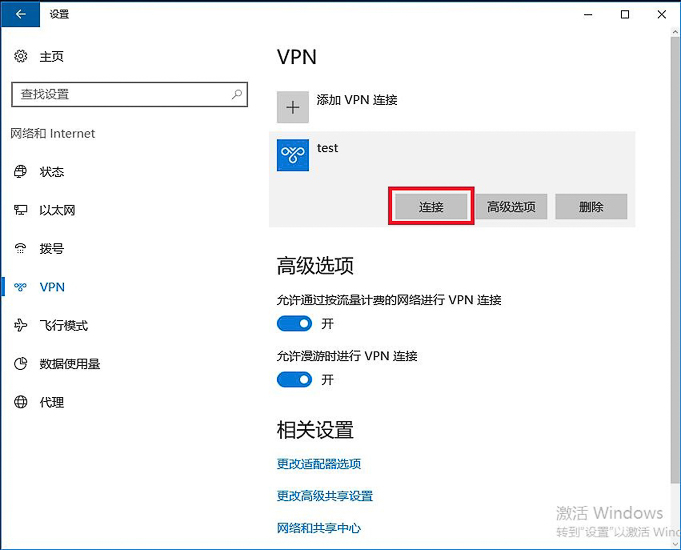 设置
主页
查找设置
网络和 Internet
状态
以太网
拨号
VPN
飞行模式
数据使用量
代理
VPN
添加 VPN 连接
test
连接 高级选项 删除
高级选项
允许通过按流量计费的网络进行 VPN 连接
开
允许漫游时进行 VPN 连接
开
相关设置
更改适配器选项
更改高级共享设置
网络和共享中心
激活 Windows
转到"设置"以激活 Win